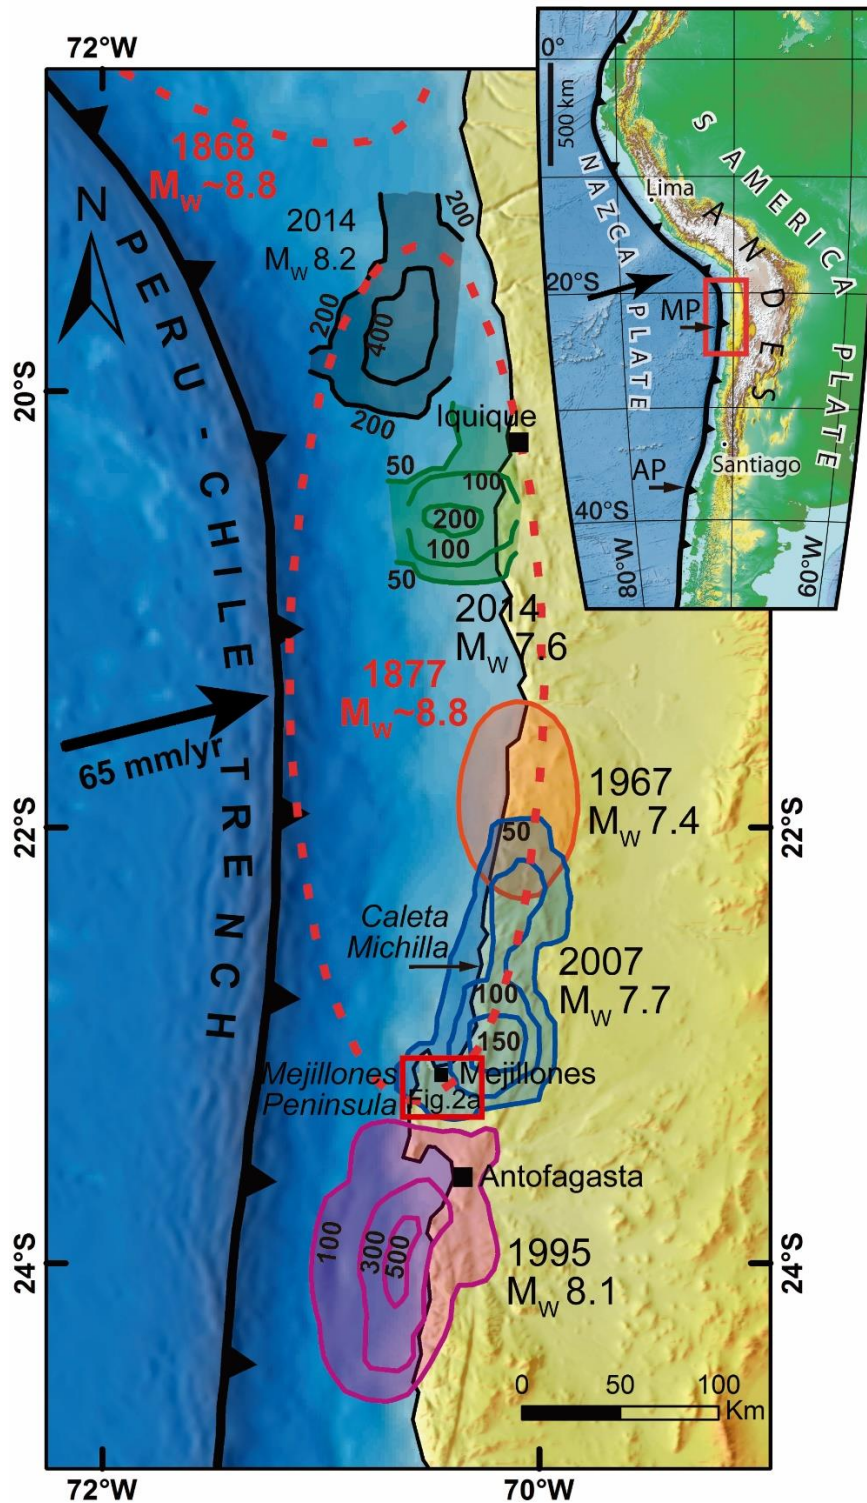 72°W
1868
Mw~8.8
N
2014
Mw 8.2
200
200
400
200
20°S
Iquique
50
100
200
100
50
2014
Mw 7.6
1877
Mw~8.8
PERU - CHILE TRENCH
65 mm/yr
1967
Mw 7.4
22°S
22°S
50
Caleta
Michilla
2007
Mw 7.7
100
150
Mejillones
Peninsula
Mejillones
Fig.2a
Antofagasta
100
300
500
1995
Mw 8.1
24°S
24°S
0 50 100
Km
72°W
70°W
0°
500 km
S AMERICA PLATE
NAZCA PLATE
Lima
ANDES
20°S
MP
Santiago
AP
40°S
80°W
60°W